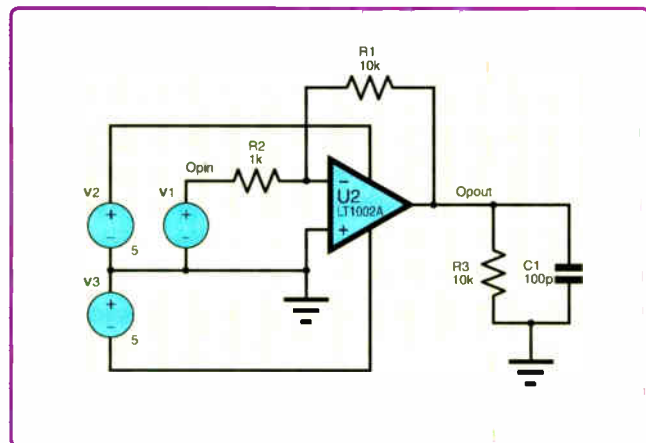 R1
10k
R2
1k
Opin
V2
V1
−
U2
LT1002A
+
Opout
+
−
+
−
5
V3
+
−
5
R3
10k
C1
100p